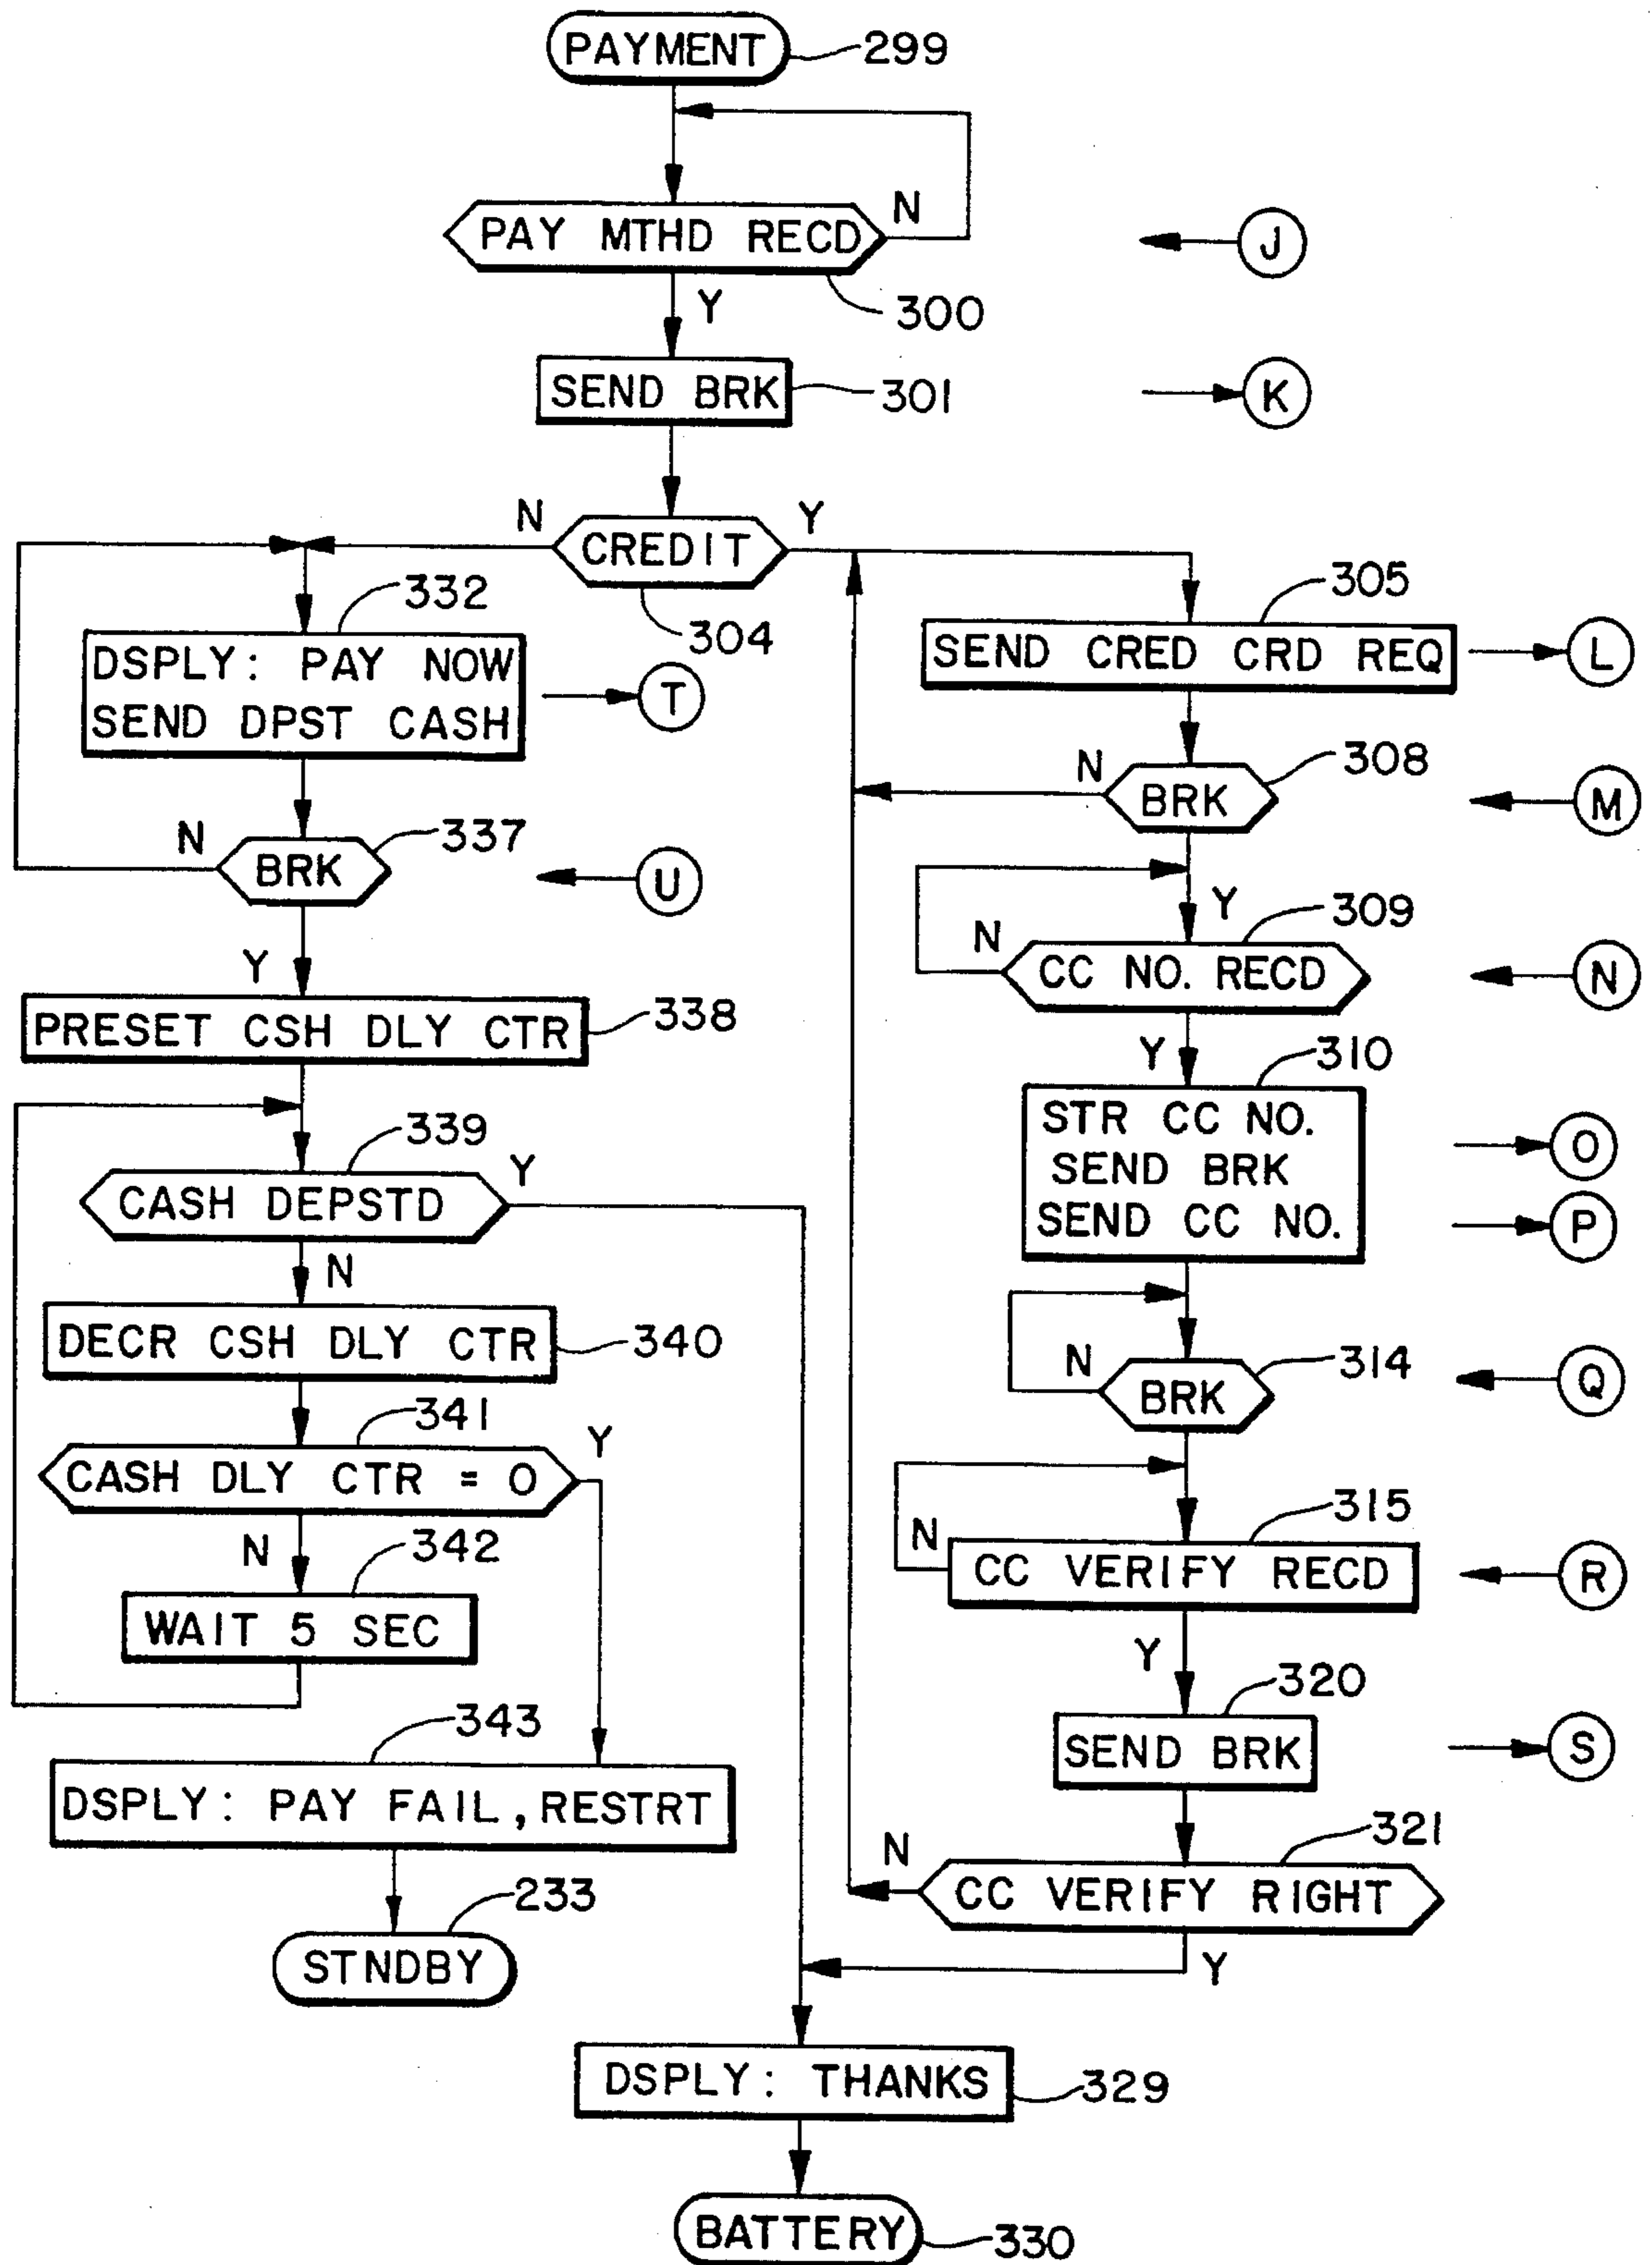 PAYMENT 299
N
PAY MTHD RECD J
300
Y
SEND BRK 301 K
N Y
CREDIT
304
332
DSPLY: PAY NOW
SEND DPST CASH
T
305
SEND CRED CRD REQ L
N 308
BRK M
N 337
BRK U
Y
N 309
CC NO. RECD N
Y
PRESET CSH DLY CTR 338
Y 310
STR CC NO.
SEND BRK
SEND CC NO.
O
P
339
Y
CASH DEPSTD
N
DECR CSH DLY CTR 340
N 314
BRK Q
341
Y
CASH DLY CTR = 0
N 342
WAIT 5 SEC
315
N
CC VERIFY RECD R
Y
320
SEND BRK S
343
DSPLY: PAY FAIL, RESTRT
233
STNDBY
N 321
CC VERIFY RIGHT
Y
DSPLY: THANKS 329
BATTERY 330